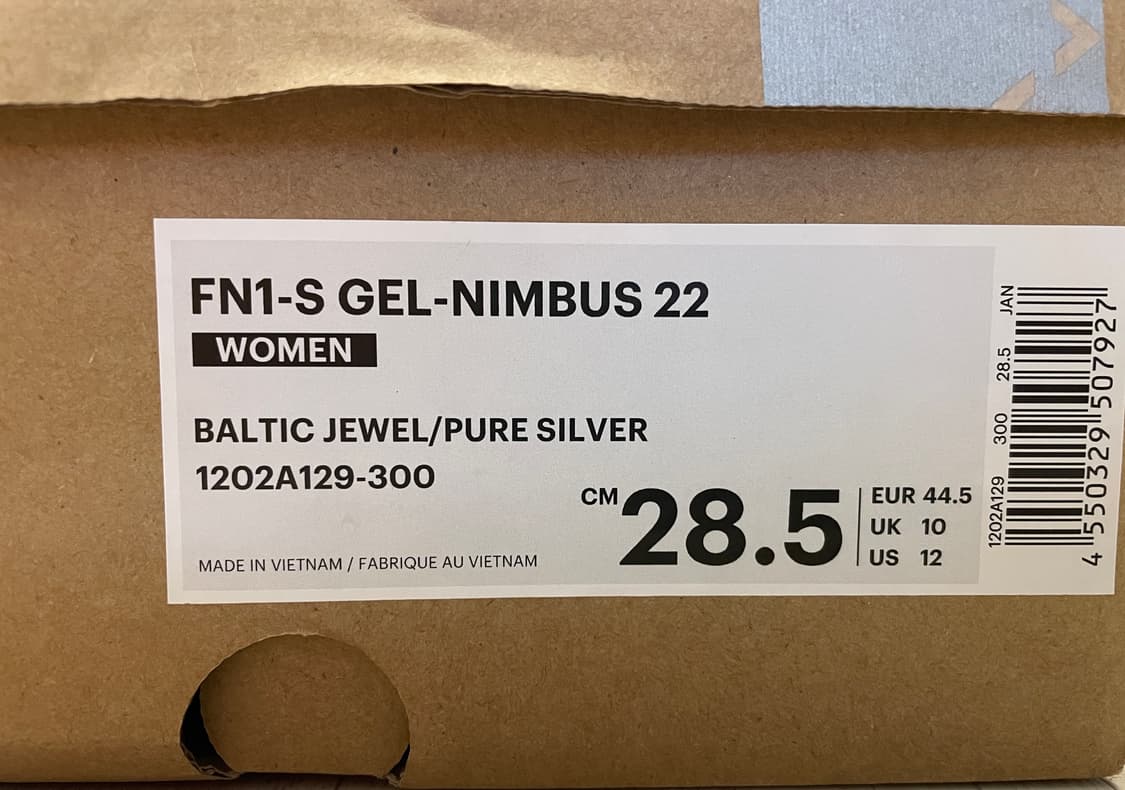 FN1-S GEL-NIMBUS 22
WOMEN
BALTIC JEWEL/PURE SILVER
1202A129-300
CM 28.5
EUR 44.5
UK 10
US 12
MADE IN VIETNAM / FABRIQUE AU VIETNAM
1202A129 300 28.5 JAN
4 550329 507927